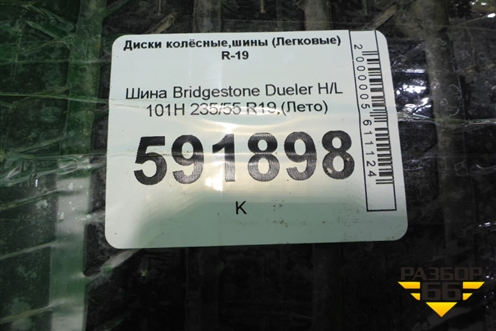 Диски колёсные,шины (Легковые)
R-19
Шина Bridgestone Dueler H/L
101H 235/55 R19,(Лето)
591898
К
2000005611124
РАЗБОР
66